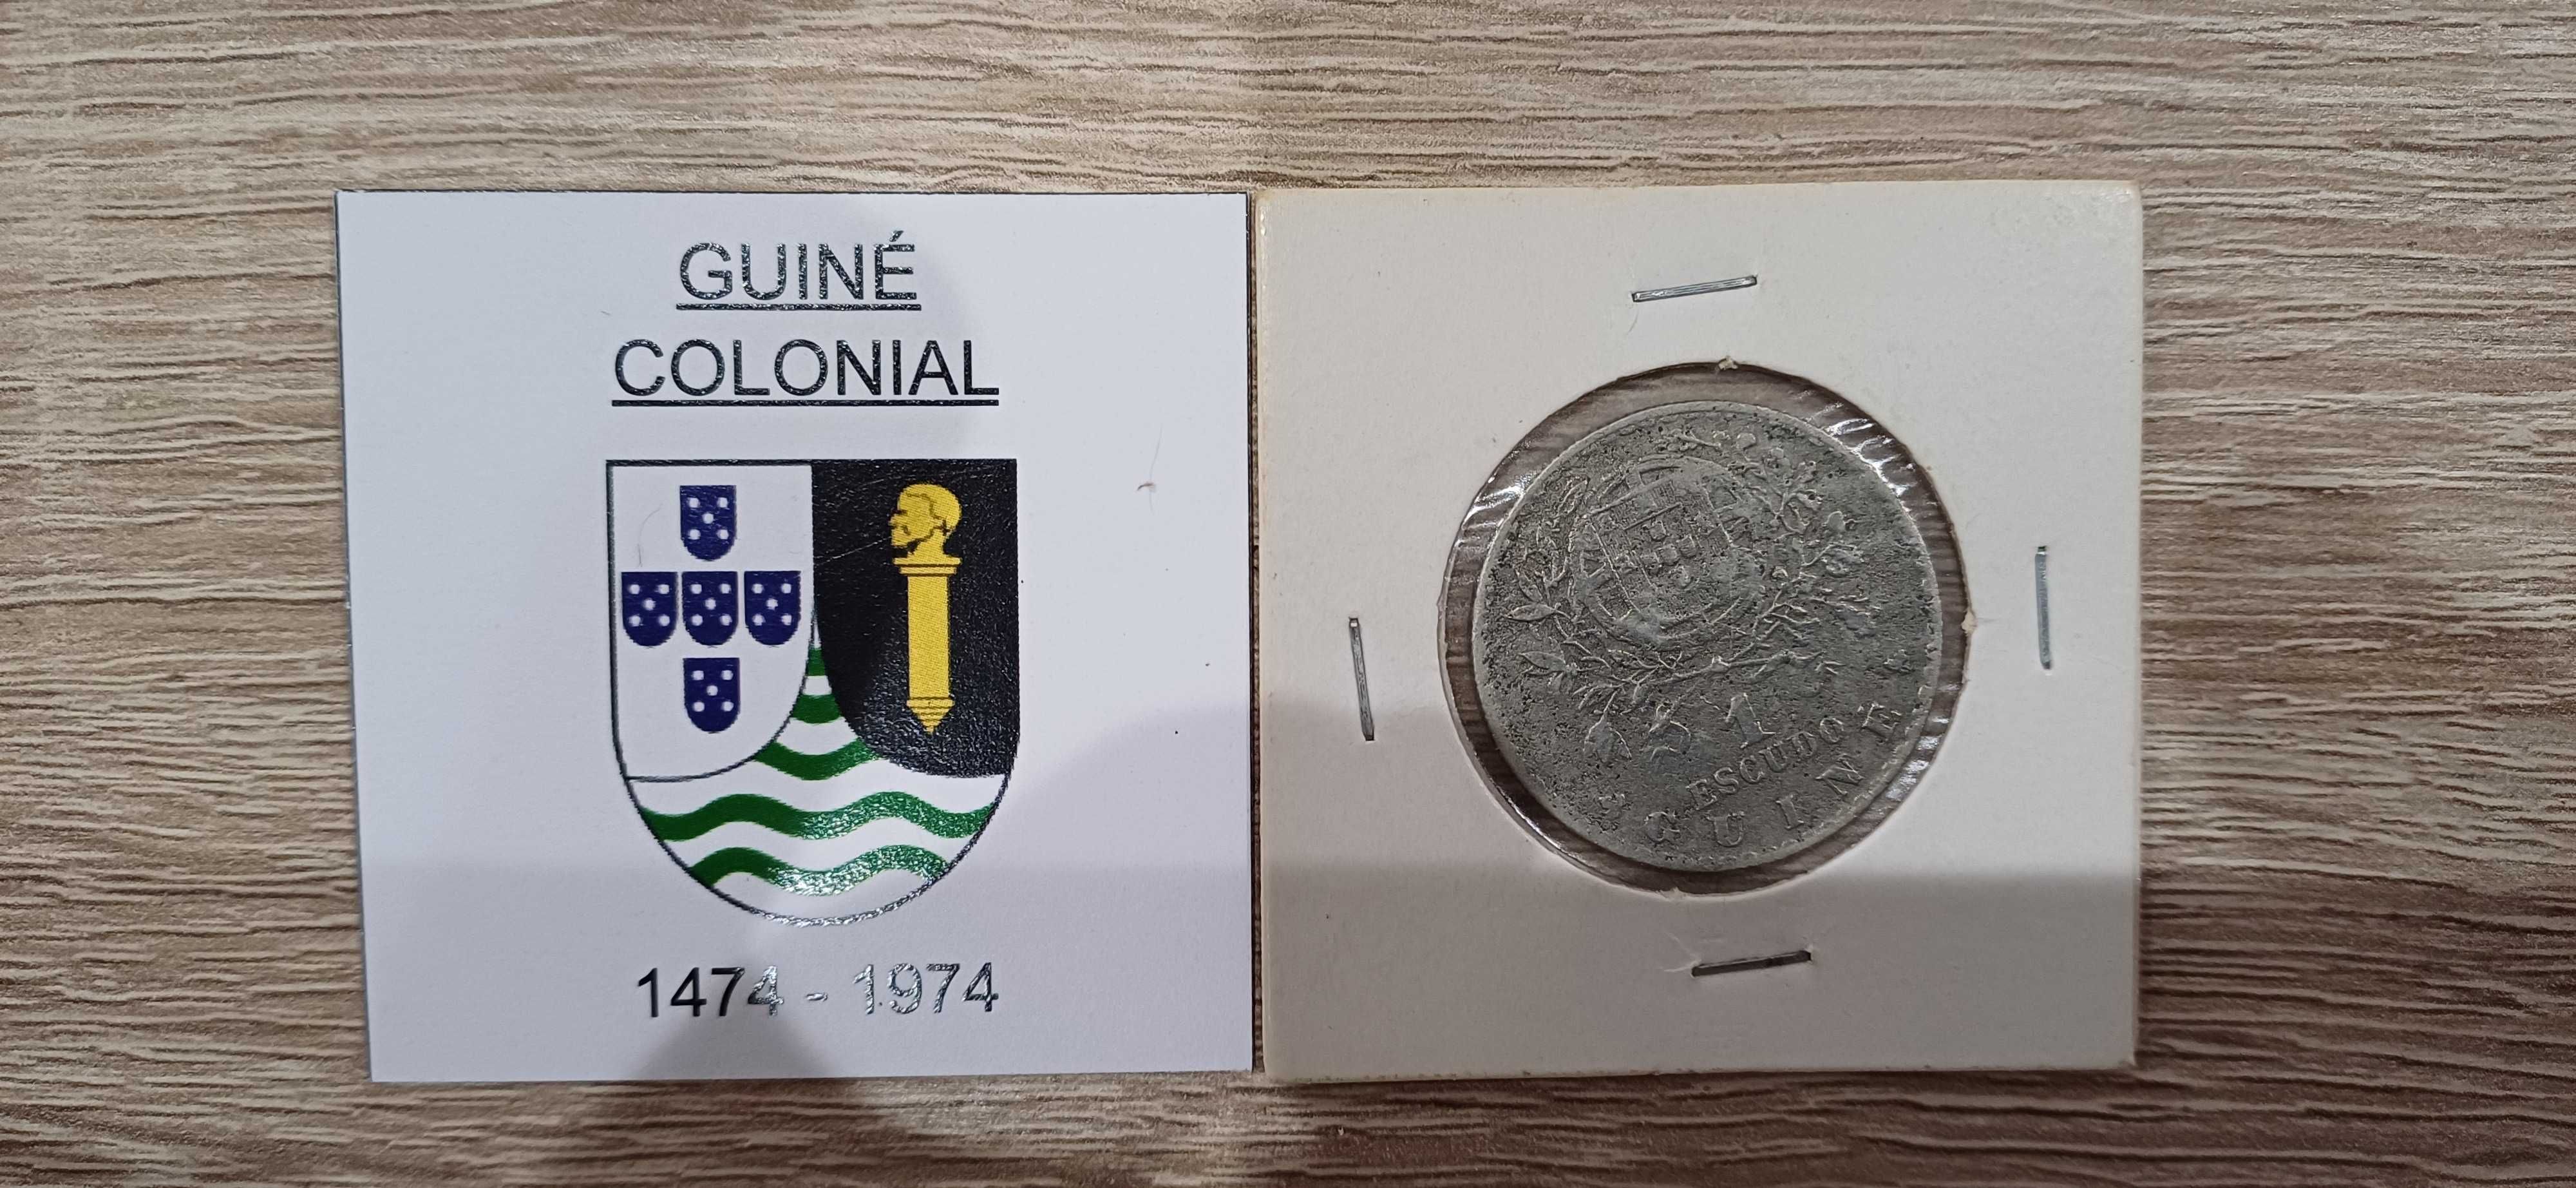 GUINÉ
COLONIAL
1474 - 1974
1
ESCUDO
GUINÉ